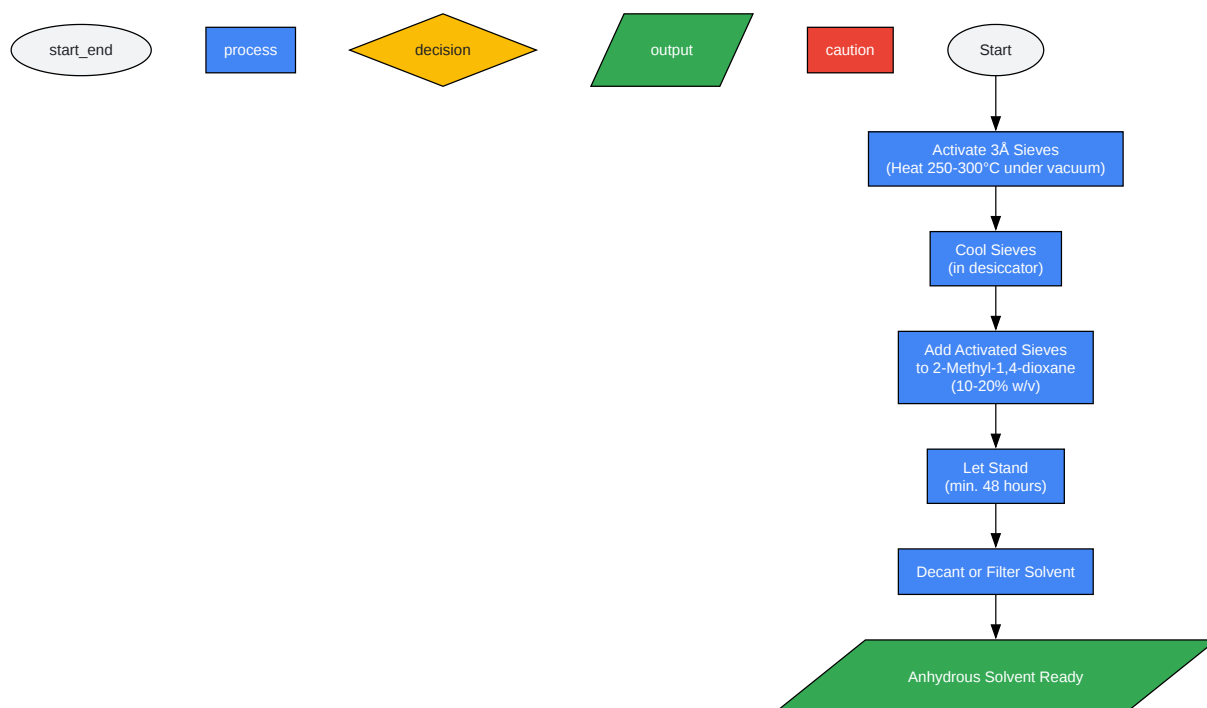 start_end
process
decision
output
caution
Start
Activate 3Å Sieves
(Heat 250-300°C under vacuum)
Cool Sieves
(in desiccator)
Add Activated Sieves
to 2-Methyl-1,4-dioxane
(10-20% w/v)
Let Stand
(min. 48 hours)
Decant or Filter Solvent
Anhydrous Solvent Ready